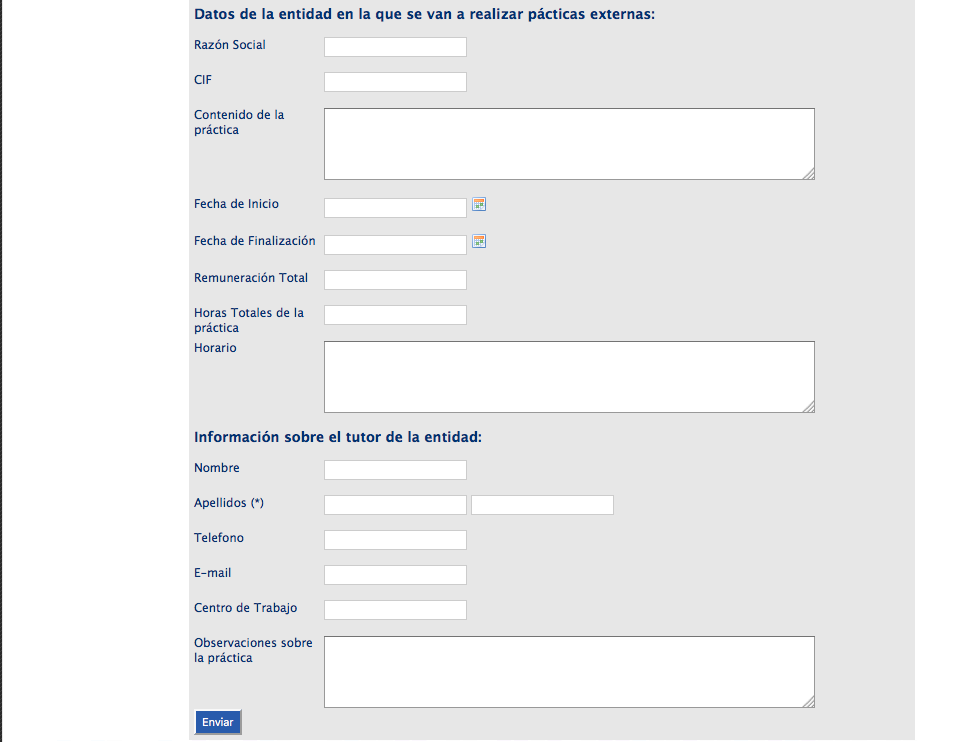 Datos de la entidad en la que se van a realizar pácticas externas:
Razón Social
CIF
Contenido de la
práctica
Fecha de Inicio
Fecha de Finalización
Remuneración Total
Horas Totales de la
práctica
Horario
Información sobre el tutor de la entidad:
Nombre
Apellidos (*)
Telefono
E-mail
Centro de Trabajo
Observaciones sobre
la práctica
Enviar